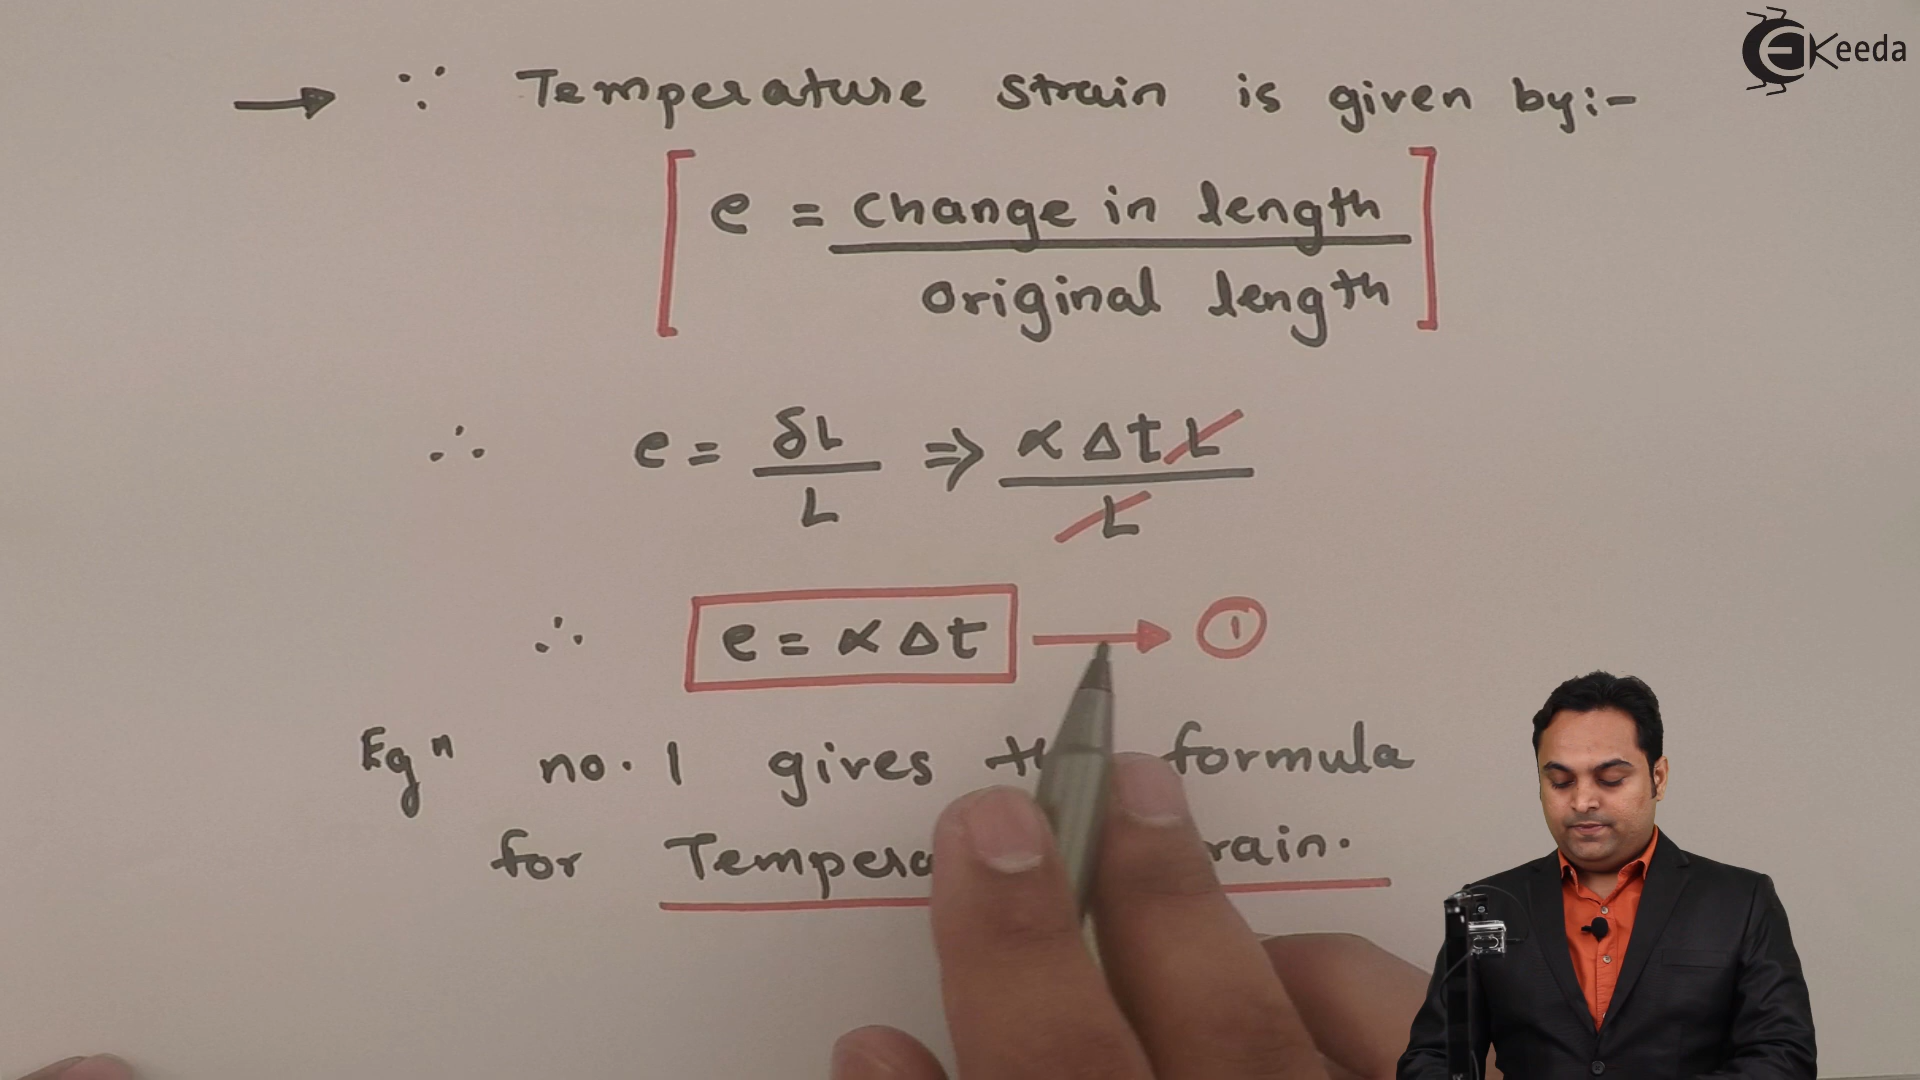 EKeeda
→ ∵ Temperature strain is given by:-
[ e = change in length
original length ]
∴ e = δL / L ⇒ α Δt L / L
∴ e = α Δt → ①
Eqⁿ no. 1 gives formula
for